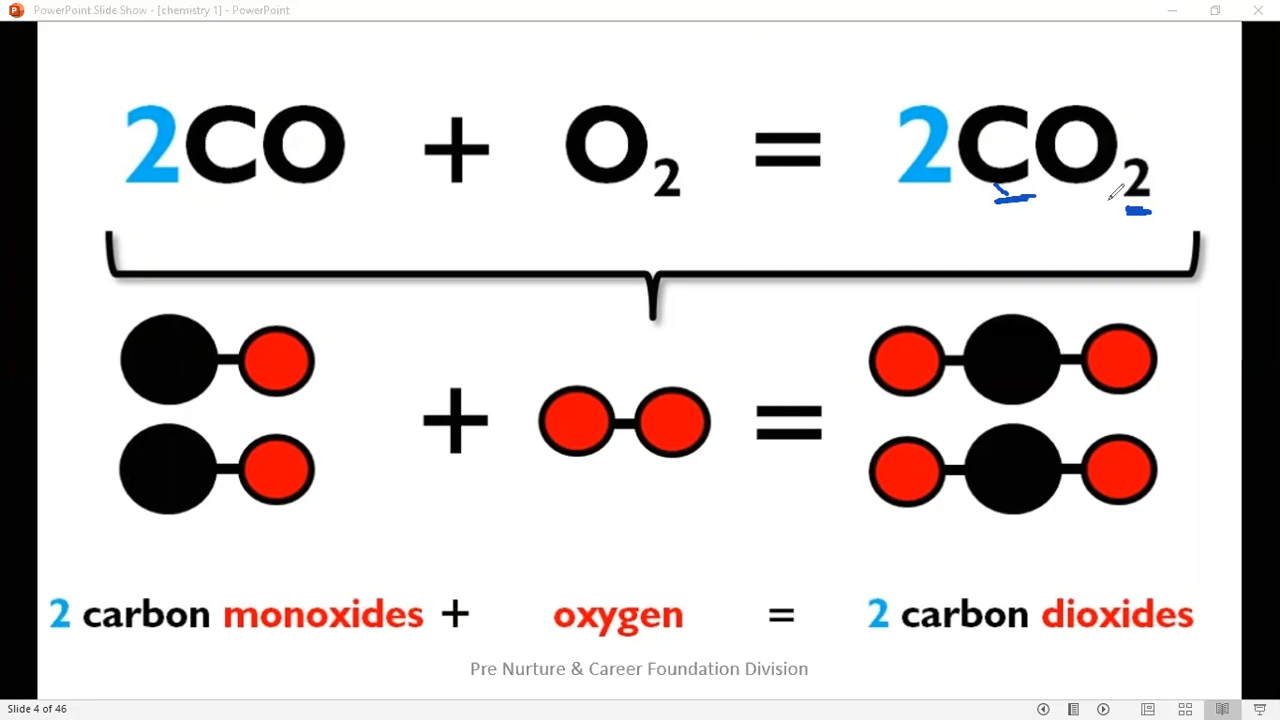 PowerPoint Slide Show - [chemistry 1] - PowerPoint
2CO + O₂ = 2CO₂
+ =
2 carbon monoxides + oxygen = 2 carbon dioxides
Pre Nurture & Career Foundation Division
Slide 4 of 46